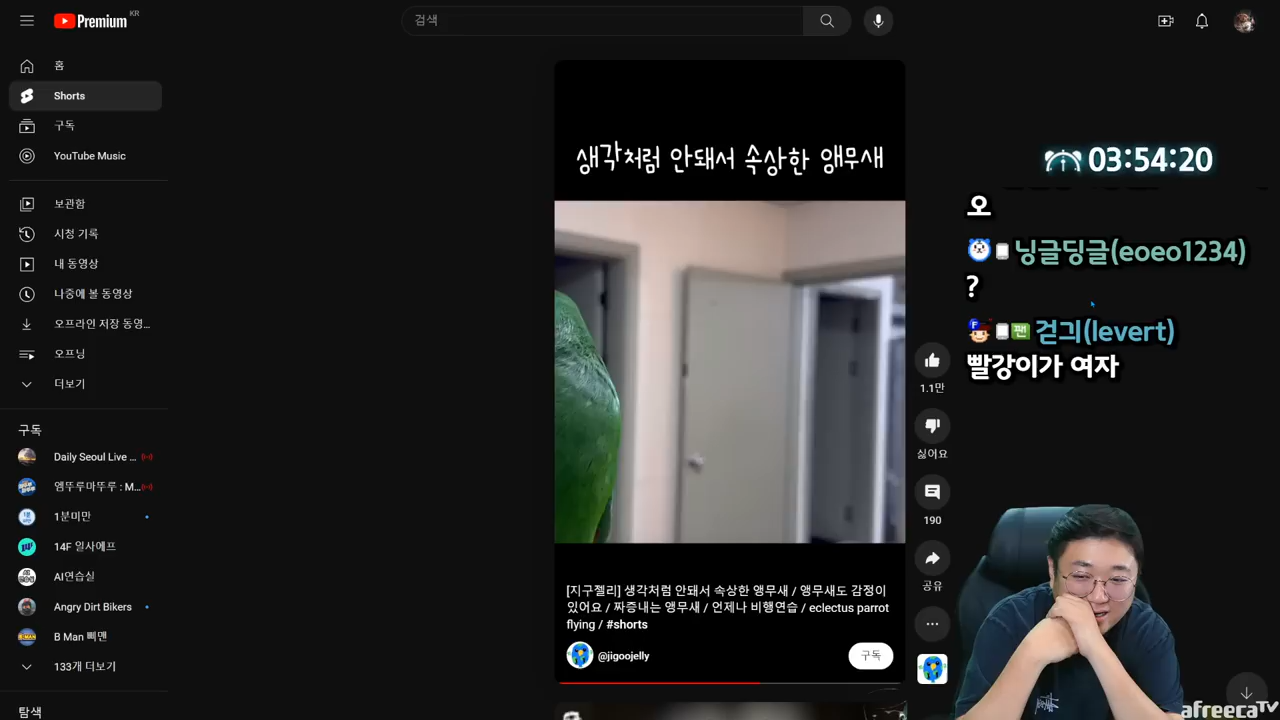 Premium KR
검색
홈
Shorts
구독
YouTube Music
보관함
시청 기록
내 동영상
나중에 볼 동영상
오프라인 저장 동영...
오프닝
더보기
구독
Daily Seoul Live ...
엠뚜루마뚜루 : M...
1분미만
14F 일사에프
AI연습실
Angry Dirt Bikers
B Man 삐맨
133개 더보기
탐색
생각처럼 안돼서 속상한 앵무새
[지구젤리] 생각처럼 안돼서 속상한 앵무새 / 앵무새도 감정이
있어요 / 짜증내는 앵무새 / 언제나 비행연습 / eclectus parrot
flying / #shorts
@jigoojelly
구독
1.1만
싫어요
190
공유
03:54:20
오
닝글딩글(eoeo1234)
?
F 팬 걷긔(levert)
빨강이가 여자
afreecaTV